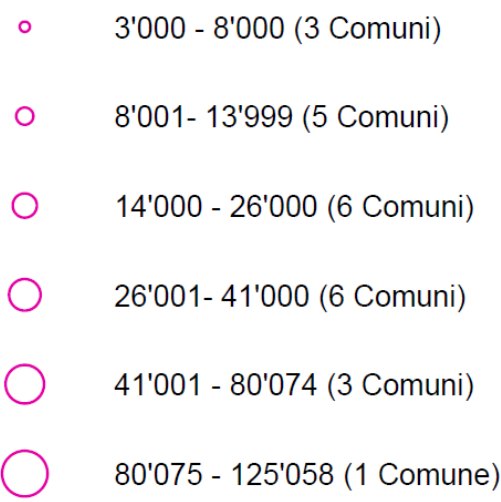 3'000 - 8'000 (3 Comuni)
8'001- 13'999 (5 Comuni)
14'000 - 26'000 (6 Comuni)
26'001- 41'000 (6 Comuni)
41'001 - 80'074 (3 Comuni)
80'075 - 125'058 (1 Comune)